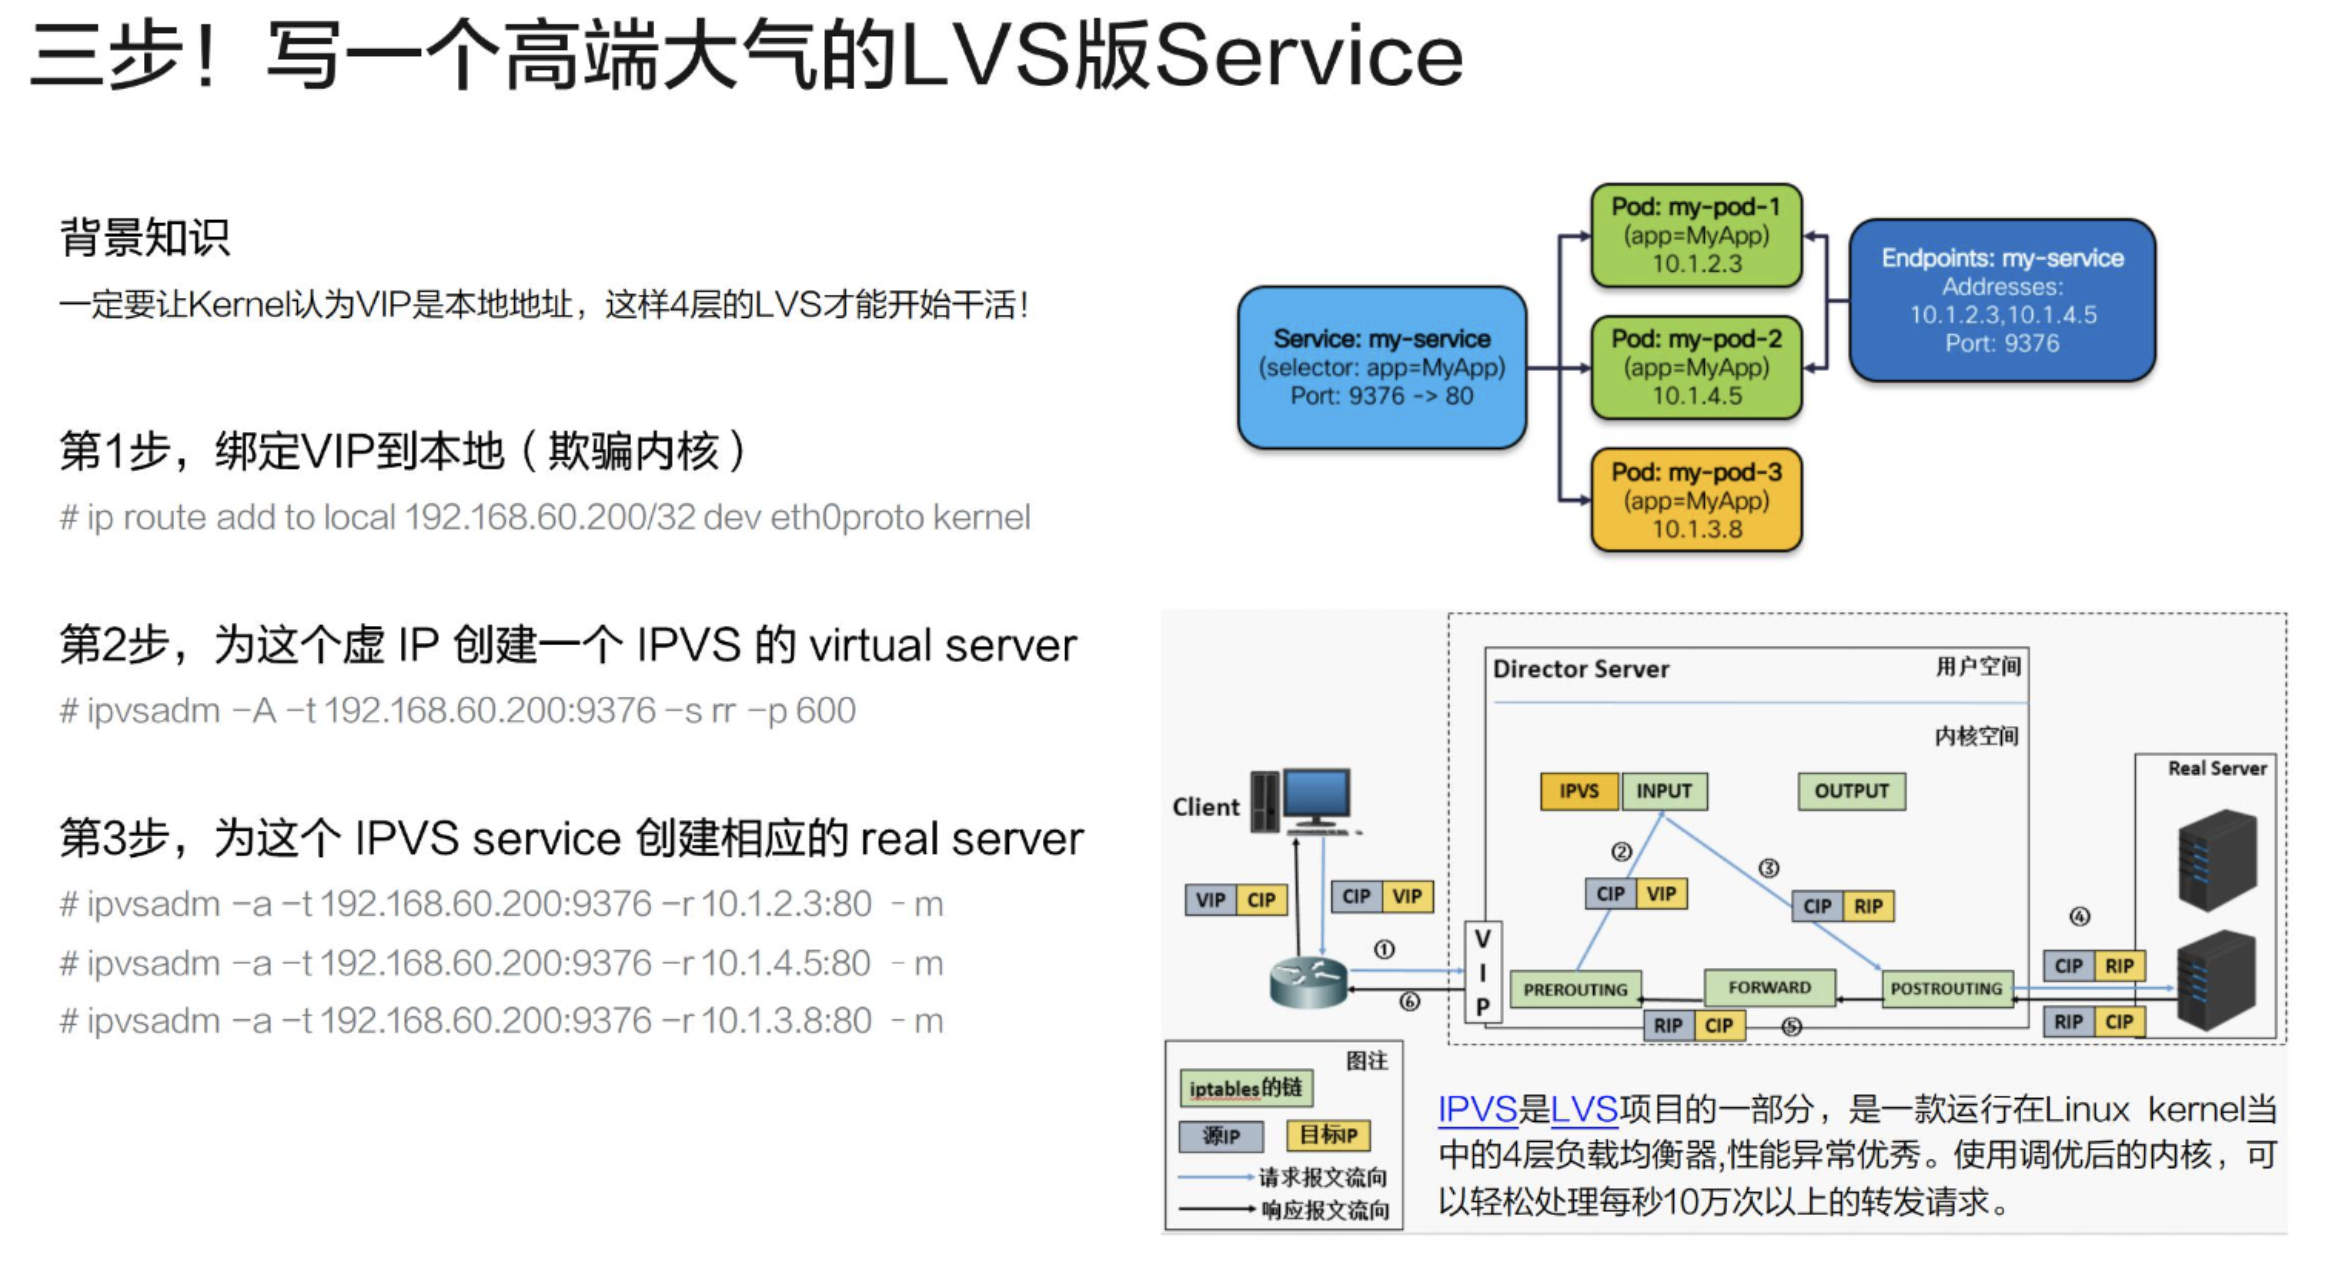 三步！写一个高端大气的LVS版Service
背景知识
一定要让Kernel认为VIP是本地地址，这样4层的LVS才能开始干活！
第1步，绑定VIP到本地（欺骗内核）
# ip route add to local 192.168.60.200/32 dev eth0proto kernel
第2步，为这个虚 IP 创建一个 IPVS 的 virtual server
# ipvsadm –A –t 192.168.60.200:9376 –s rr –p 600
第3步，为这个 IPVS service 创建相应的 real server
# ipvsadm –a –t 192.168.60.200:9376 –r 10.1.2.3:80 - m
# ipvsadm –a –t 192.168.60.200:9376 –r 10.1.4.5:80 - m
# ipvsadm –a –t 192.168.60.200:9376 –r 10.1.3.8:80 - m
Service: my-service
(selector: app=MyApp)
Port: 9376 -> 80
Pod: my-pod-1
(app=MyApp)
10.1.2.3
Pod: my-pod-2
(app=MyApp)
10.1.4.5
Pod: my-pod-3
(app=MyApp)
10.1.3.8
Endpoints: my-service
Addresses:
10.1.2.3,10.1.4.5
Port: 9376
Director Server
用户空间
内核空间
Real Server
IPVS
INPUT
OUTPUT
Client
②
③
CIP VIP
CIP RIP
VIP CIP
CIP VIP
④
①
VIP
CIP RIP
PREROUTING
FORWARD
POSTROUTING
⑥
RIP CIP
⑤
RIP CIP
图注
iptables的链
源IP
目标IP
请求报文流向
响应报文流向
IPVS是LVS项目的一部分，是一款运行在Linux kernel当
中的4层负载均衡器,性能异常优秀。使用调优后的内核，可
以轻松处理每秒10万次以上的转发请求。